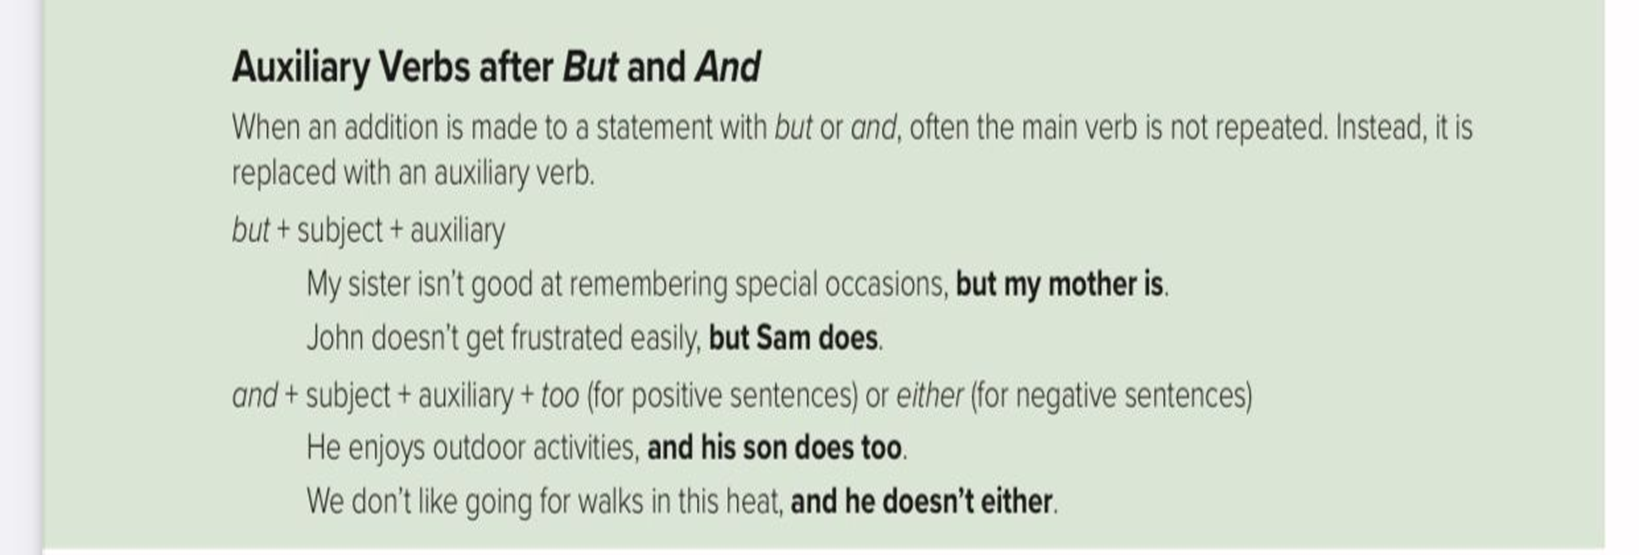 Auxiliary Verbs after But and And
When an addition is made to a statement with but or and, often the main verb is not repeated. Instead, it is
replaced with an auxiliary verb.
but + subject + auxiliary
My sister isn't good at remembering special occasions, but my mother is.
John doesn't get frustrated easily, but Sam does.
and + subject + auxiliary + too (for positive sentences) or either (for negative sentences)
He enjoys outdoor activities, and his son does too.
We don't like going for walks in this heat, and he doesn't either.